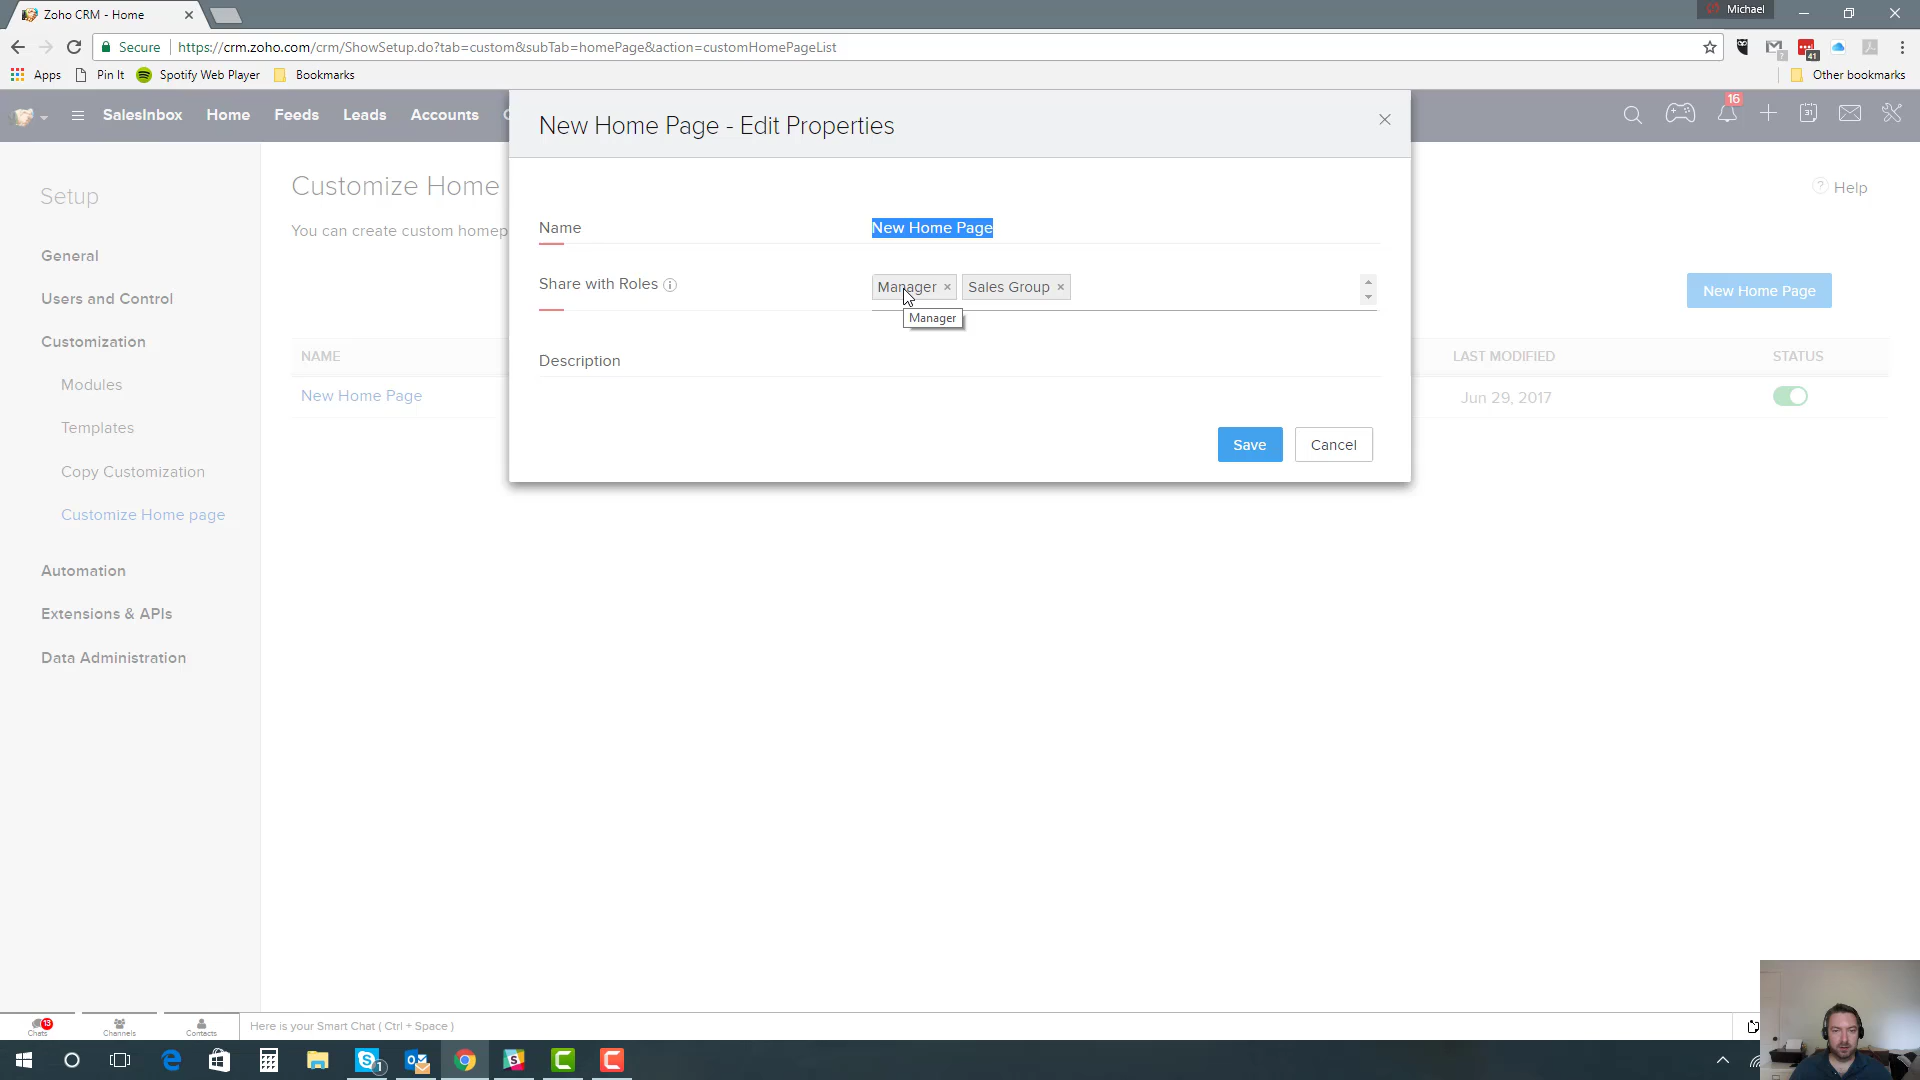 Zoho CRM - Home
Michael
Secure
https://crm.zoho.com/crm/ShowSetup.do?tab=custom&subTab=homePage&action=customHomePageList
41
Apps
Pin It
Spotify Web Player
Bookmarks
Other bookmarks
SalesInbox
Home
Feeds
Leads
Accounts
16
31
New Home Page - Edit Properties
Setup
Customize Home
Help
You can create custom homep
Name
New Home Page
General
Share with Roles
Manager ×
Sales Group ×
Manager
New Home Page
Users and Control
Customization
NAME
LAST MODIFIED
STATUS
Description
Modules
New Home Page
Jun 29, 2017
Templates
Save
Cancel
Copy Customization
Customize Home page
Automation
Extensions & APIs
Data Administration
13
Chats
Channels
Contacts
Here is your Smart Chat ( Ctrl + Space )
1